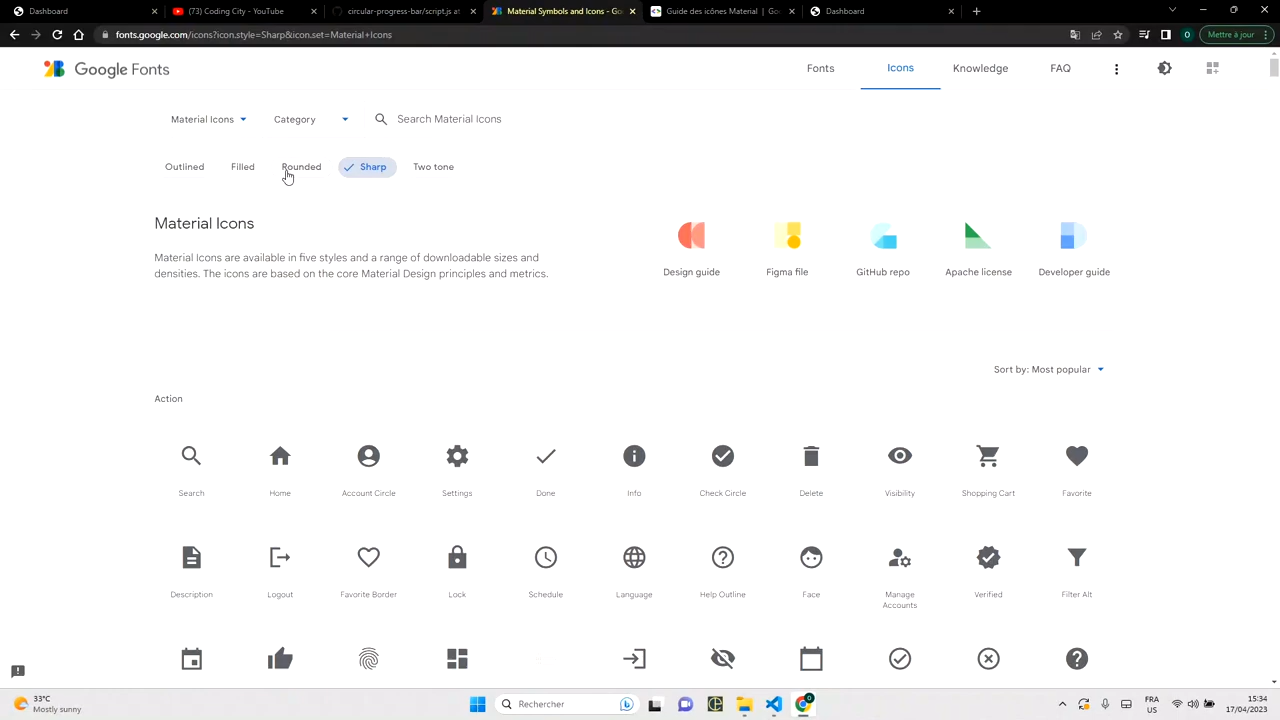 Dashboard
(73) Coding City - YouTube
circular-progress-bar/script.js at
Material Symbols and Icons - Go
Guide des icônes Material | Goo
Dashboard
fonts.google.com/icons?icon.style=Sharp&icon.set=Material+Icons
Mettre à jour
Google Fonts
Fonts
Icons
Knowledge
FAQ
Material Icons
Category
Search Material Icons
Outlined
Filled
Rounded
Sharp
Two tone
Material Icons
Material Icons are available in five styles and a range of downloadable sizes and
densities. The icons are based on the core Material Design principles and metrics.
Design guide
Figma file
GitHub repo
Apache license
Developer guide
Sort by: Most popular
Action
Search
Home
Account Circle
Settings
Done
Info
Check Circle
Delete
Visibility
Shopping Cart
Favorite
Description
Logout
Favorite Border
Lock
Schedule
Language
Help Outline
Face
Manage
Accounts
Verified
Filter Alt
33°C
Mostly sunny
Rechercher
FRA
US
15:34
17/04/2023